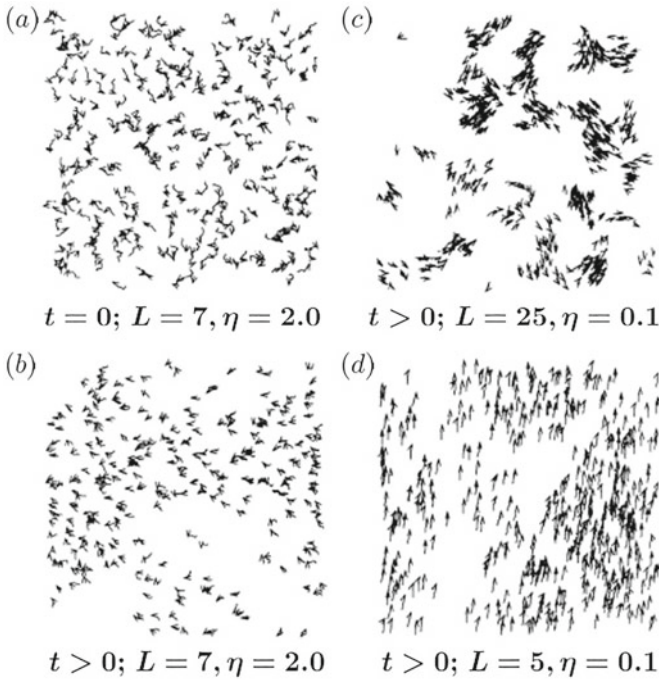 (a)
(c)
t = 0; L = 7, η = 2.0
t > 0; L = 25, η = 0.1
(b)
(d)
t > 0; L = 7, η = 2.0
t > 0; L = 5, η = 0.1